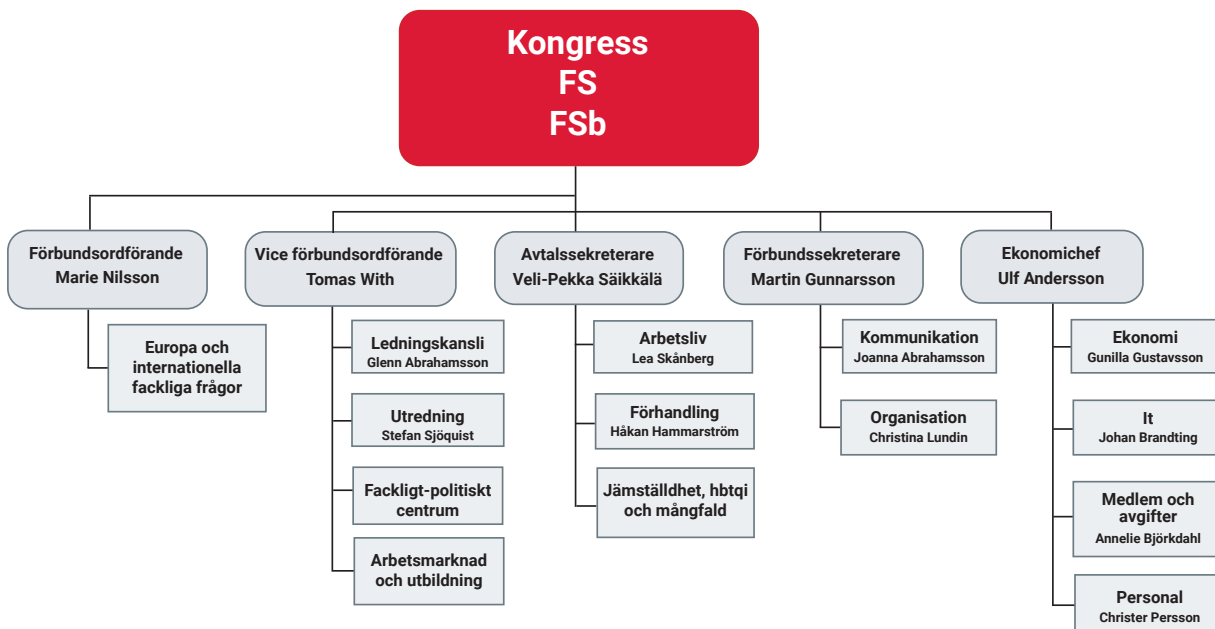 Kongress
FS
FSb
Förbundsordförande
Marie Nilsson
Vice förbundsordförande
Tomas With
Avtalssekreterare
Veli-Pekka Säikkälä
Förbundssekreterare
Martin Gunnarsson
Ekonomichef
Ulf Andersson
Europa och
internationella
fackliga frågor
Ledningskansli
Glenn Abrahamsson
Utredning
Stefan Sjöquist
Fackligt-politiskt
centrum
Arbetsmarknad
och utbildning
Arbetsliv
Lea Skånberg
Förhandling
Håkan Hammarström
Jämställdhet, hbtqi
och mångfald
Kommunikation
Joanna Abrahamsson
Organisation
Christina Lundin
Ekonomi
Gunilla Gustavsson
It
Johan Brandting
Medlem och
avgifter
Annelie Björkdahl
Personal
Christer Persson